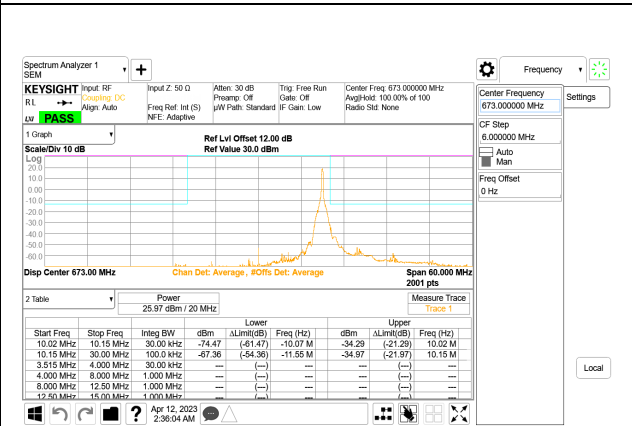 Spectrum Analyzer 1
SEM
Frequency
KEYSIGHT
Input: RF
Coupling: DC
Align: Auto
Input Z: 50 Ω
Freq Ref: Int (S)
NFE: Adaptive
Atten: 30 dB
Preamp: Off
µW Path: Standard
Trig: Free Run
Gate: Off
IF Gain: Low
Center Freq: 673.000000 MHz
Avg|Hold: 100.00% of 100
Radio Std: None
RL
LXI PASS
Center Frequency
673.000000 MHz
Settings
CF Step
6.000000 MHz
Auto
Man
Freq Offset
0 Hz
1 Graph
Scale/Div 10 dB
Ref Lvl Offset 12.00 dB
Ref Value 30.0 dBm
Log
20.0
10.0
0.00
-10.0
-20.0
-30.0
-40.0
-50.0
-60.0
Disp Center 673.00 MHz
Chan Det: Average, #Offs Det: Average
Span 60.000 MHz
2001 pts
2 Table
Power
25.97 dBm / 20 MHz
Measure Trace
Trace 1
Lower Upper
Start Freq Stop Freq Integ BW dBm ΔLimit(dB) Freq (Hz) dBm ΔLimit(dB) Freq (Hz)
10.02 MHz 10.15 MHz 30.00 kHz -74.47 (-61.47) -10.07 M -34.29 (-21.29) 10.02 M
10.15 MHz 30.00 MHz 100.0 kHz -67.36 (-54.36) -11.55 M -34.97 (-21.97) 10.15 M
3.515 MHz 4.000 MHz 30.00 kHz --- (---) --- --- (---) ---
4.000 MHz 8.000 MHz 1.000 MHz --- (---) --- --- (---) ---
8.000 MHz 12.50 MHz 1.000 MHz --- (---) --- --- (---) ---
12.50 MHz 15.00 MHz 1.000 MHz --- (---) --- --- (---) ---
Local
Apr 12, 2023
2:36:04 AM